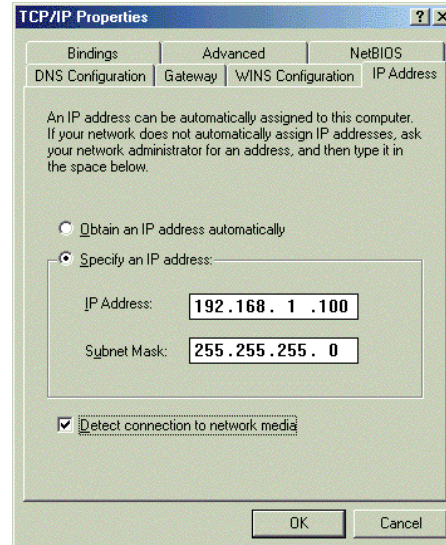 TCP/IP Properties
Bindings Advanced NetBIOS
DNS Configuration Gateway WINS Configuration IP Address
An IP address can be automatically assigned to this computer.
If your network does not automatically assign IP addresses, ask
your network administrator for an address, and then type it in
the space below.
Obtain an IP address automatically
Specify an IP address:
IP Address: 192.168. 1 .100
Subnet Mask: 255.255.255. 0
Detect connection to network media
OK Cancel